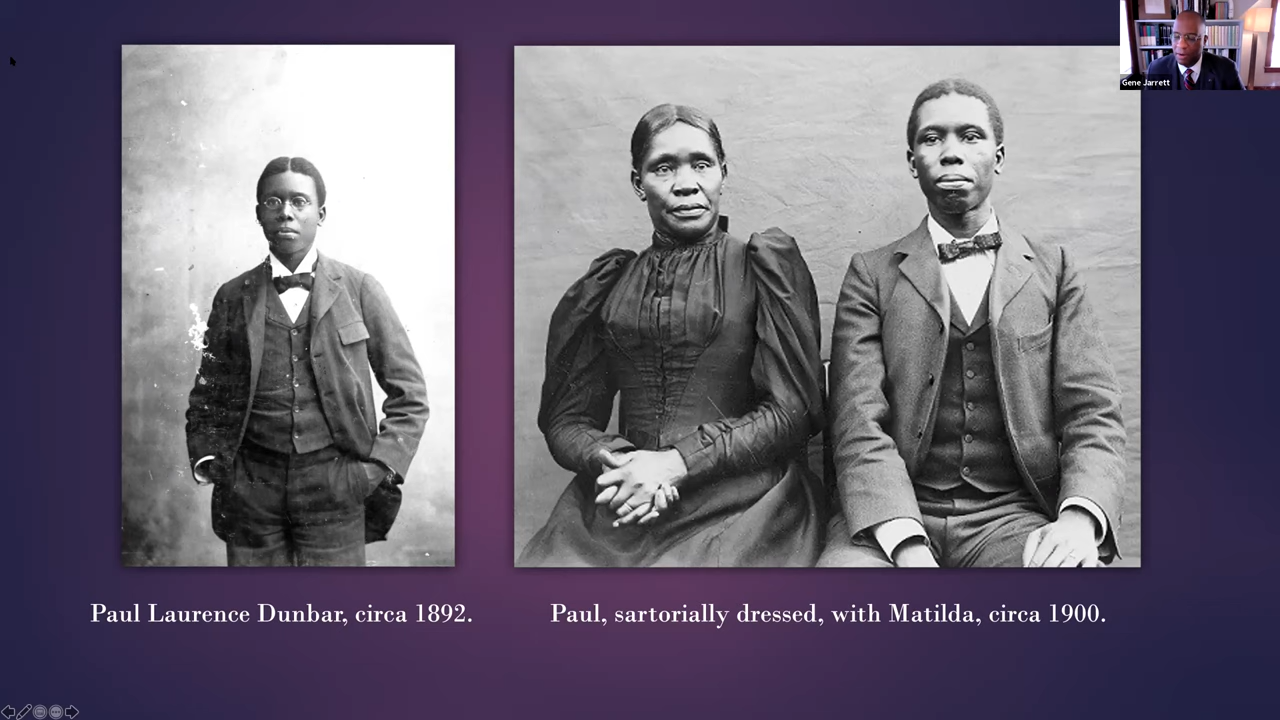 Gene Jarrett
Paul Laurence Dunbar, circa 1892.
Paul, sartorially dressed, with Matilda, circa 1900.